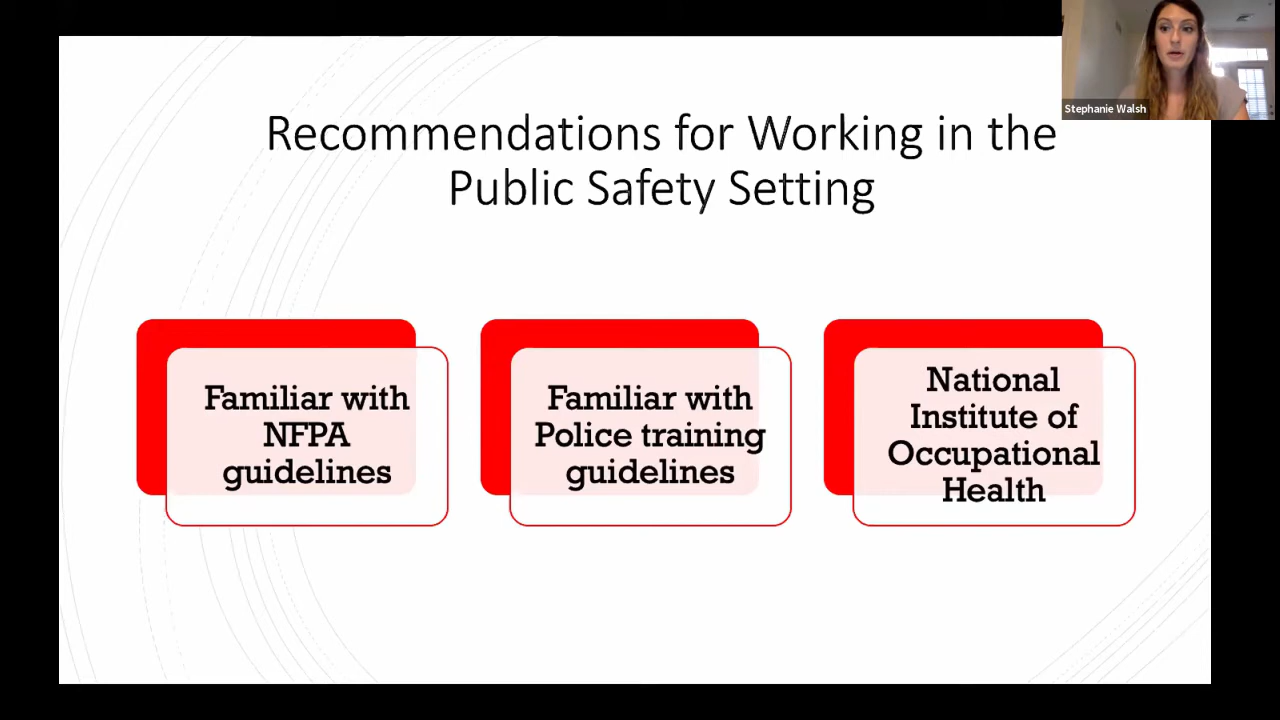 Recommendations for Working in the
Public Safety Setting
Stephanie Walsh
Familiar with
NFPA
guidelines
Familiar with
Police training
guidelines
National
Institute of
Occupational
Health